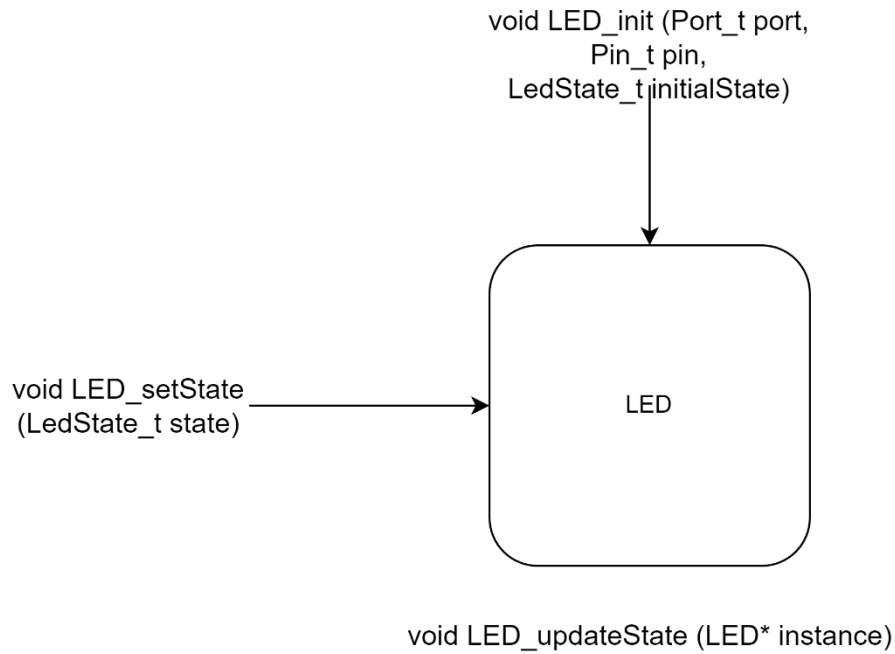 void LED_init (Port_t port,
Pin_t pin,
LedState_t initialState)
void LED_setState
(LedState_t state)
LED
void LED_updateState (LED* instance)